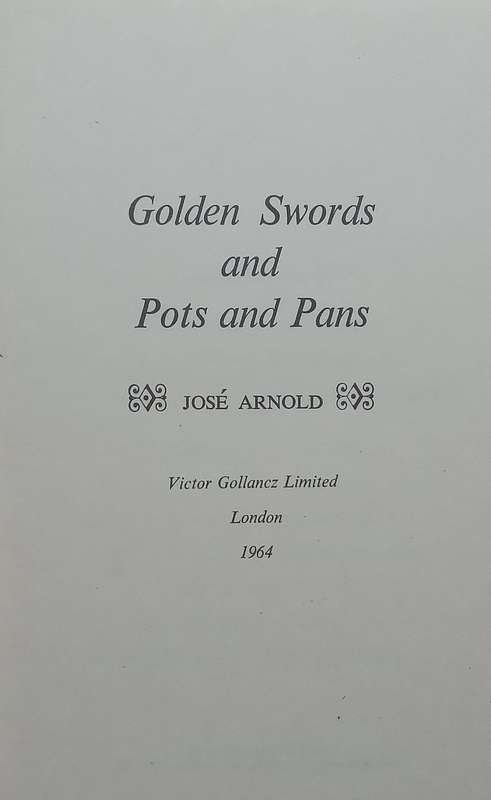 Golden Swords
and
Pots and Pans
JOSÉ ARNOLD
Victor Gollancz Limited
London
1964